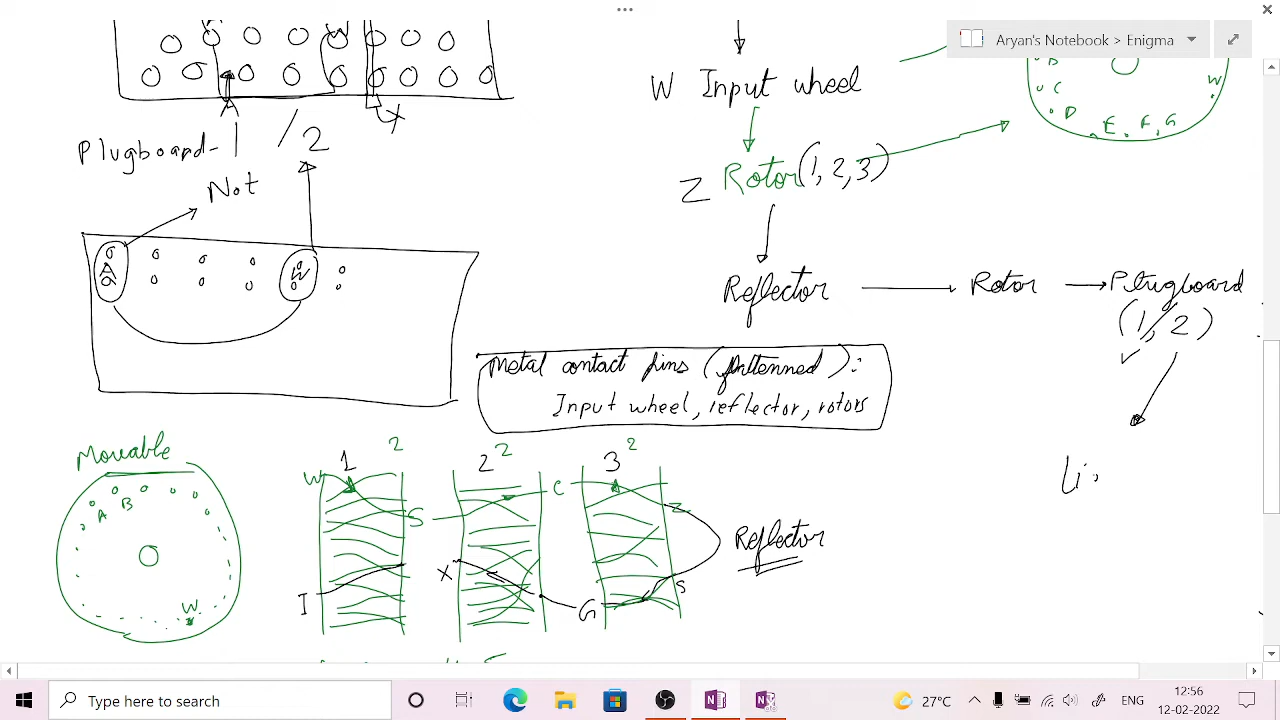 Aryan's Notebook > Enigma
W Input wheel
B
C
D
E
F
G
W
Plugboard - 1 / 2
Z Rotor (1, 2, 3)
Not
A
W
Reflector
Rotor
Plugboard
(1/2)
Metal contact pins (patterned):
Input wheel, reflector, rotors
Movable
A
B
W
1 2
2 2
3 2
W
S
C
Z
Reflector
I
X
G
S
Li
Type here to search
27°C
ENG
12:56
12-02-2022